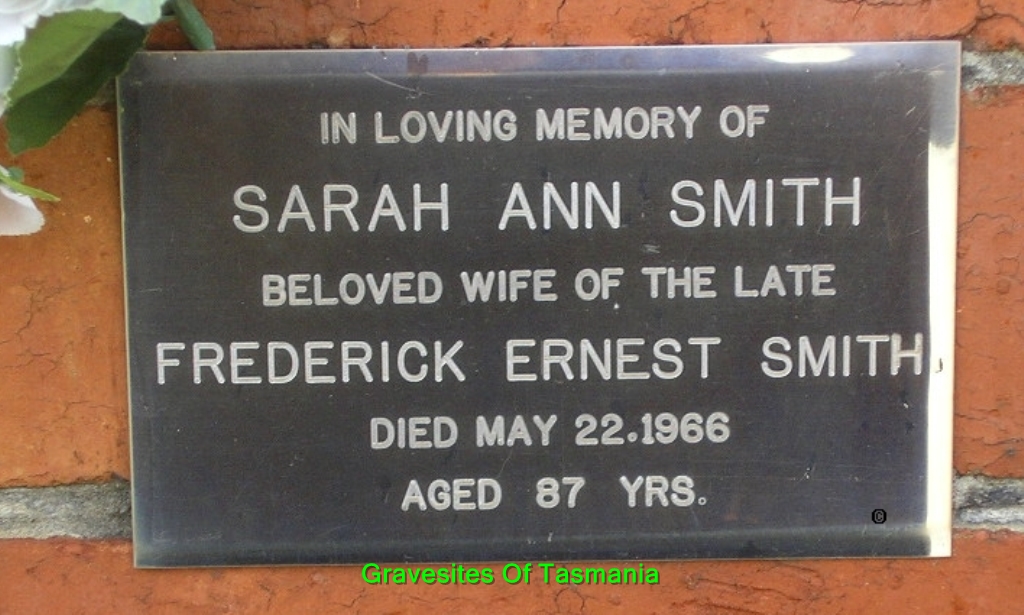 IN LOVING MEMORY OF
SARAH ANN SMITH
BELOVED WIFE OF THE LATE
FREDERICK ERNEST SMITH
DIED MAY 22.1966
AGED 87 YRS.
©
Gravesites Of Tasmania